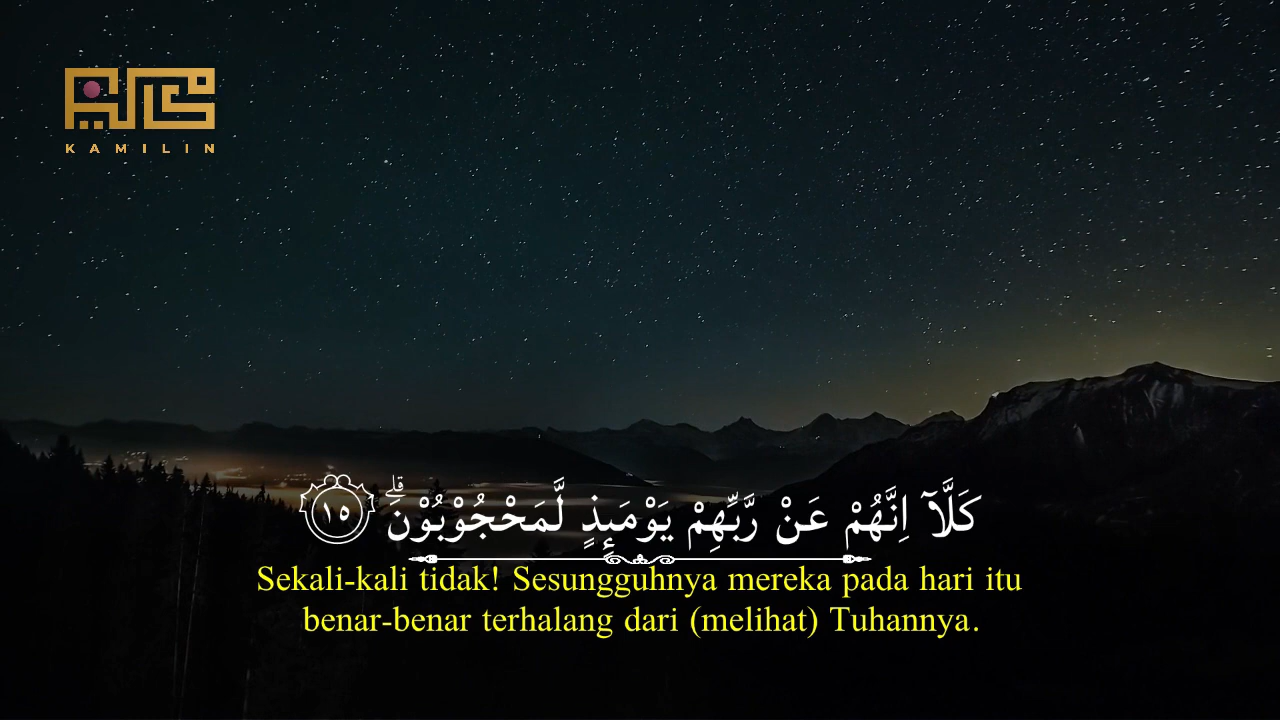 KAMILIN
كَلَّآ اِنَّهُمْ عَنْ رَّبِّهِمْ يَوْمَىِٕذٍ لَّمَحْجُوْبُوْنَۗ ١٥
Sekali-kali tidak! Sesungguhnya mereka pada hari itu
benar-benar terhalang dari (melihat) Tuhannya.